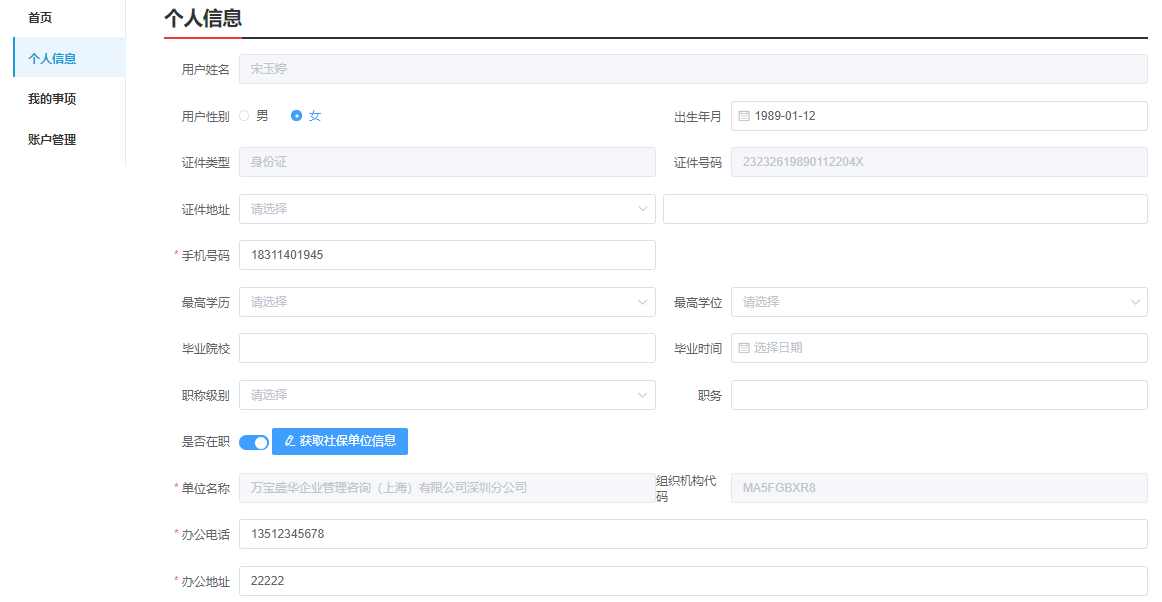 首页
个人信息
我的事项
账户管理
个人信息
用户姓名 宋玉婷
用户性别 男 女 出生年月 1989-01-12
证件类型 身份证 证件号码 23232619890112204X
证件地址 请选择
* 手机号码 18311401945
最高学历 请选择 最高学位 请选择
毕业院校 毕业时间 选择日期
职称级别 请选择 职务
是否在职 获取社保单位信息
* 单位名称 万宝盛华企业管理咨询（上海）有限公司深圳分公司 组织机构代码 MA5FGBXR8
* 办公电话 13512345678
* 办公地址 22222